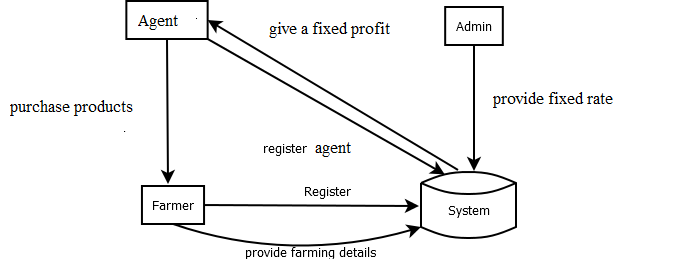 Agent
give a fixed profit
Admin
purchase products
provide fixed rate
register agent
Register
Farmer
System
provide farming details